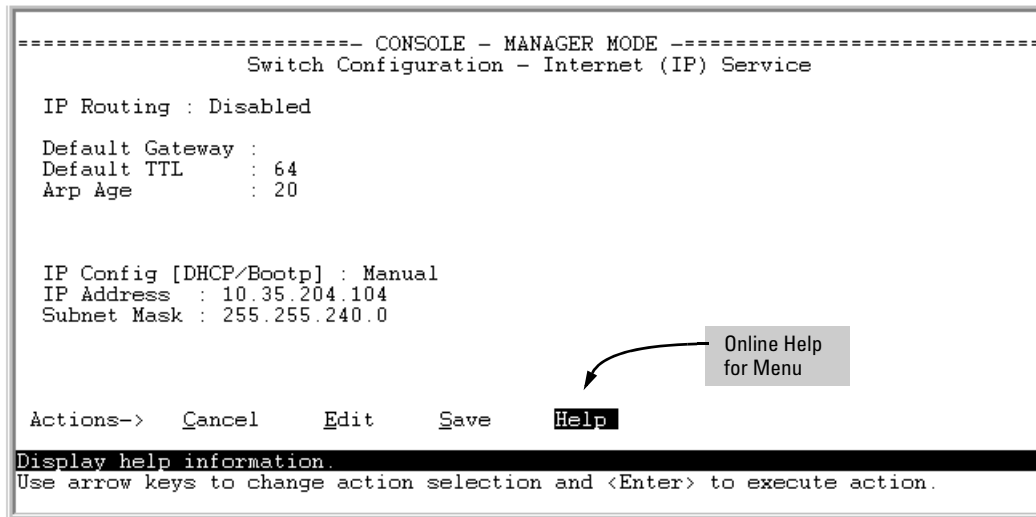 ==========================- CONSOLE - MANAGER MODE -============================
Switch Configuration - Internet (IP) Service
IP Routing : Disabled
Default Gateway :
Default TTL : 64
Arp Age : 20
IP Config [DHCP/Bootp] : Manual
IP Address : 10.35.204.104
Subnet Mask : 255.255.240.0
Online Help
for Menu
Actions-> Cancel Edit Save Help
Display help information.
Use arrow keys to change action selection and <Enter> to execute action.